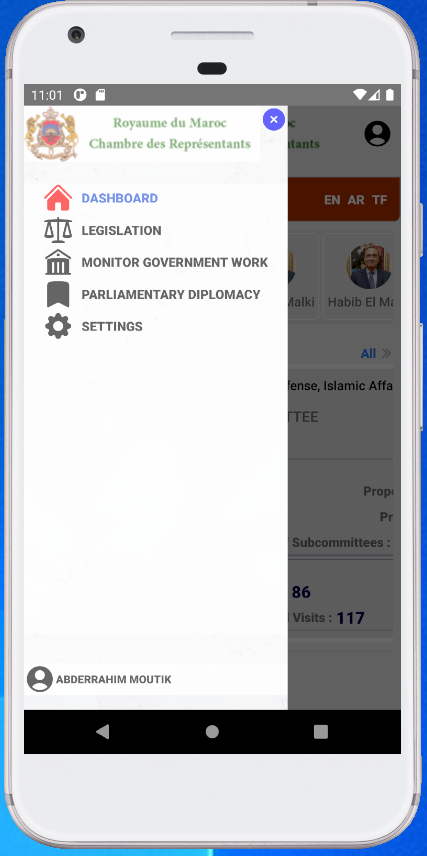 11:01
Royaume du Maroc
Chambre des Représentants
DASHBOARD
LEGISLATION
MONITOR GOVERNMENT WORK
PARLIAMENTARY DIPLOMACY
SETTINGS
ABDERRAHIM MOUTIK
EN AR TF
Malki
Habib El Ma
All
fense, Islamic Affa
TTEE
Prop
Pr
Subcommittees :
86
Visits : 117